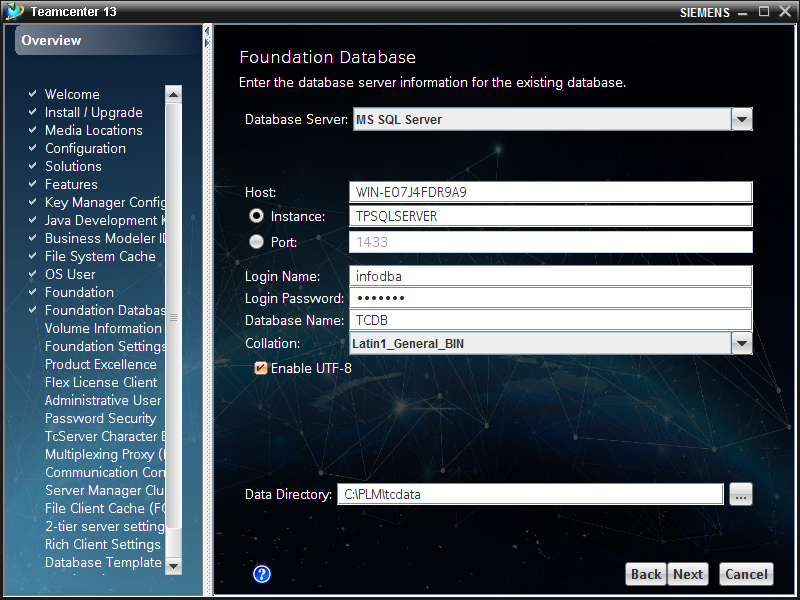 Teamcenter 13
SIEMENS
Overview
Welcome
Install / Upgrade
Media Locations
Configuration
Solutions
Features
Key Manager Config
Java Development K
Business Modeler ID
File System Cache
OS User
Foundation
Foundation Databas
Volume Information
Foundation Settings
Product Excellence
Flex License Client
Administrative User
Password Security
TcServer Character E
Multiplexing Proxy (
Communication Con
Server Manager Clu
File Client Cache (FC
2-tier server setting
Rich Client Settings
Database Template
Foundation Database
Enter the database server information for the existing database.
Database Server: MS SQL Server
Host: WIN-EO7J4FDR9A9
Instance: TPSQLSERVER
Port: 1433
Login Name: infodba
Login Password: •••••••
Database Name: TCDB
Collation: Latin1_General_BIN
Enable UTF-8
Data Directory: C:\PLM\tcdata
...
?
Back Next Cancel